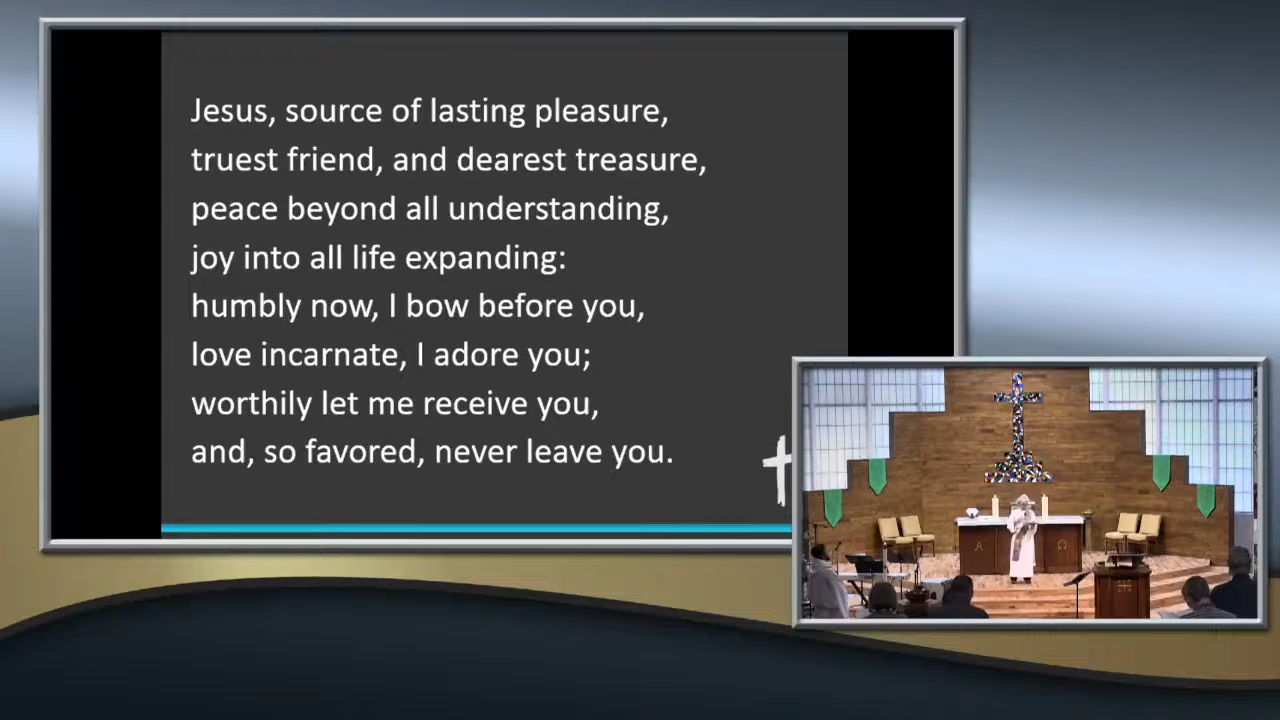 Jesus, source of lasting pleasure,
truest friend, and dearest treasure,
peace beyond all understanding,
joy into all life expanding:
humbly now, I bow before you,
love incarnate, I adore you;
worthily let me receive you,
and, so favored, never leave you.
Α Ω